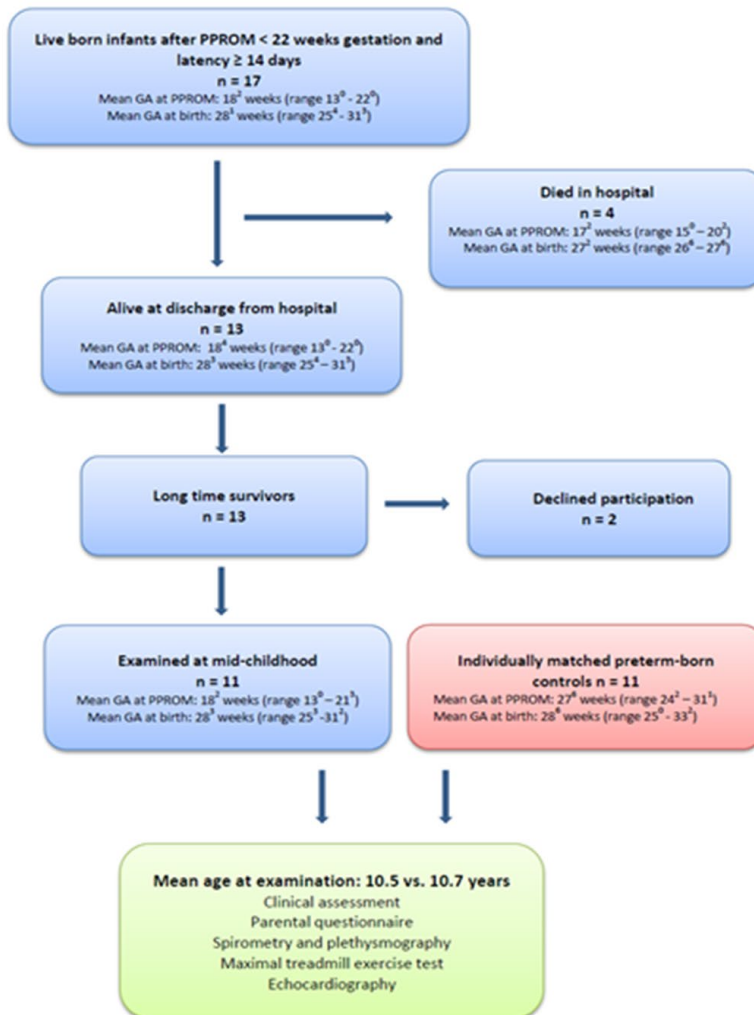 Live born infants after PPROM < 22 weeks gestation and
latency ≥ 14 days
n = 17
Mean GA at PPROM: 18² weeks (range 13⁰ - 22⁰)
Mean GA at birth: 28³ weeks (range 25⁴ - 31³)
Died in hospital
n = 4
Mean GA at PPROM: 17² weeks (range 15⁰ – 20²)
Mean GA at birth: 27² weeks (range 26⁶ – 27⁶)
Alive at discharge from hospital
n = 13
Mean GA at PPROM: 18⁴ weeks (range 13⁰ - 22⁰)
Mean GA at birth: 28³ weeks (range 25⁴ – 31³)
Long time survivors
n = 13
Declined participation
n = 2
Examined at mid-childhood
n = 11
Mean GA at PPROM: 18² weeks (range 13⁰ – 21³)
Mean GA at birth: 28³ weeks (range 25³ -31²)
Individually matched preterm-born
controls n = 11
Mean GA at PPROM: 27⁶ weeks (range 24² – 31¹)
Mean GA at birth: 28⁶ weeks (range 25⁰ - 33²)
Mean age at examination: 10.5 vs. 10.7 years
Clinical assessment
Parental questionnaire
Spirometry and plethysmography
Maximal treadmill exercise test
Echocardiography